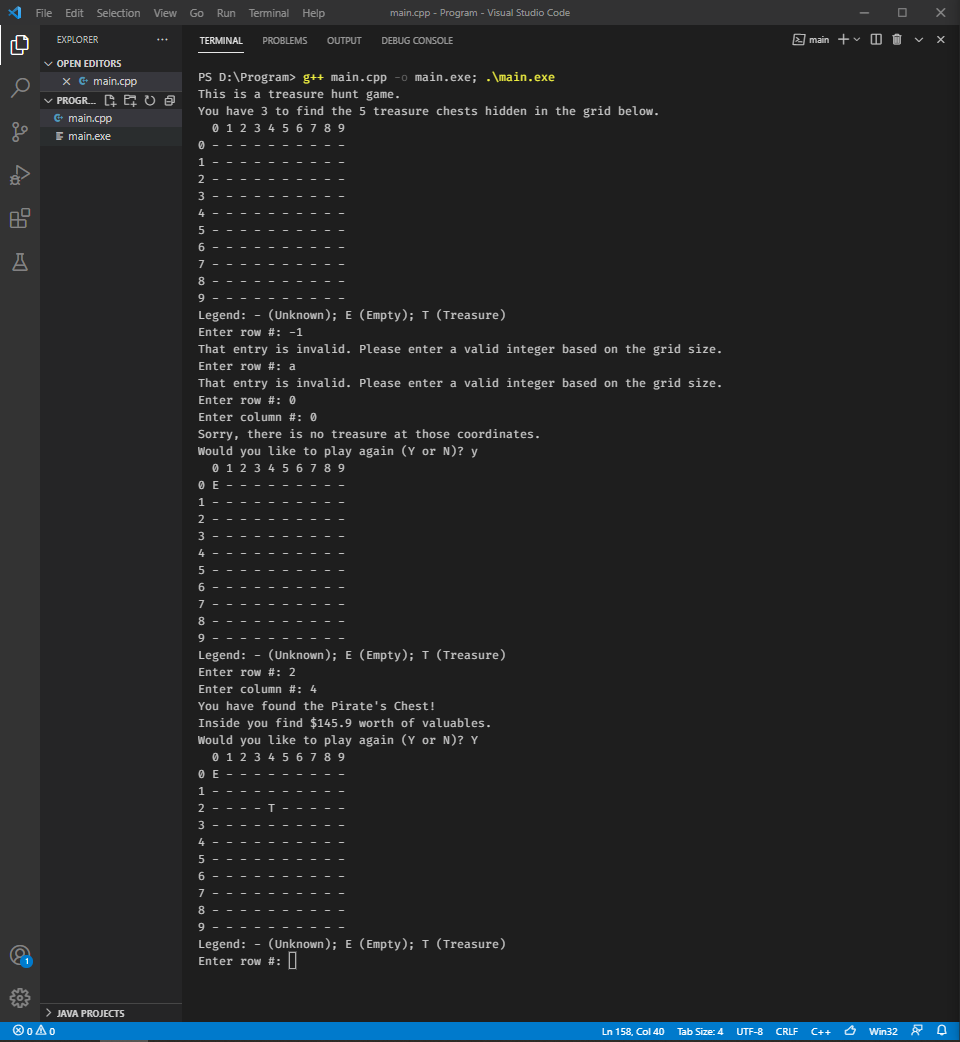 File Edit Selection View Go Run Terminal Help main.cpp - Program - Visual Studio Code
EXPLORER ...
OPEN EDITORS
main.cpp
PROGR...
main.cpp
main.exe
JAVA PROJECTS
TERMINAL PROBLEMS OUTPUT DEBUG CONSOLE main
PS D:\Program> g++ main.cpp -o main.exe; .\main.exe
This is a treasure hunt game.
You have 3 to find the 5 treasure chests hidden in the grid below.
0 1 2 3 4 5 6 7 8 9
0 - - - - - - - - - -
1 - - - - - - - - - -
2 - - - - - - - - - -
3 - - - - - - - - - -
4 - - - - - - - - - -
5 - - - - - - - - - -
6 - - - - - - - - - -
7 - - - - - - - - - -
8 - - - - - - - - - -
9 - - - - - - - - - -
Legend: - (Unknown); E (Empty); T (Treasure)
Enter row #: -1
That entry is invalid. Please enter a valid integer based on the grid size.
Enter row #: a
That entry is invalid. Please enter a valid integer based on the grid size.
Enter row #: 0
Enter column #: 0
Sorry, there is no treasure at those coordinates.
Would you like to play again (Y or N)? y
0 1 2 3 4 5 6 7 8 9
0 E - - - - - - - - -
1 - - - - - - - - - -
2 - - - - - - - - - -
3 - - - - - - - - - -
4 - - - - - - - - - -
5 - - - - - - - - - -
6 - - - - - - - - - -
7 - - - - - - - - - -
8 - - - - - - - - - -
9 - - - - - - - - - -
Legend: - (Unknown); E (Empty); T (Treasure)
Enter row #: 2
Enter column #: 4
You have found the Pirate's Chest!
Inside you find $145.9 worth of valuables.
Would you like to play again (Y or N)? Y
0 1 2 3 4 5 6 7 8 9
0 E - - - - - - - - -
1 - - - - - - - - - -
2 - - - - T - - - - -
3 - - - - - - - - - -
4 - - - - - - - - - -
5 - - - - - - - - - -
6 - - - - - - - - - -
7 - - - - - - - - - -
8 - - - - - - - - - -
9 - - - - - - - - - -
Legend: - (Unknown); E (Empty); T (Treasure)
Enter row #:
1
0 0 Ln 158, Col 40 Tab Size: 4 UTF-8 CRLF C++ Win32